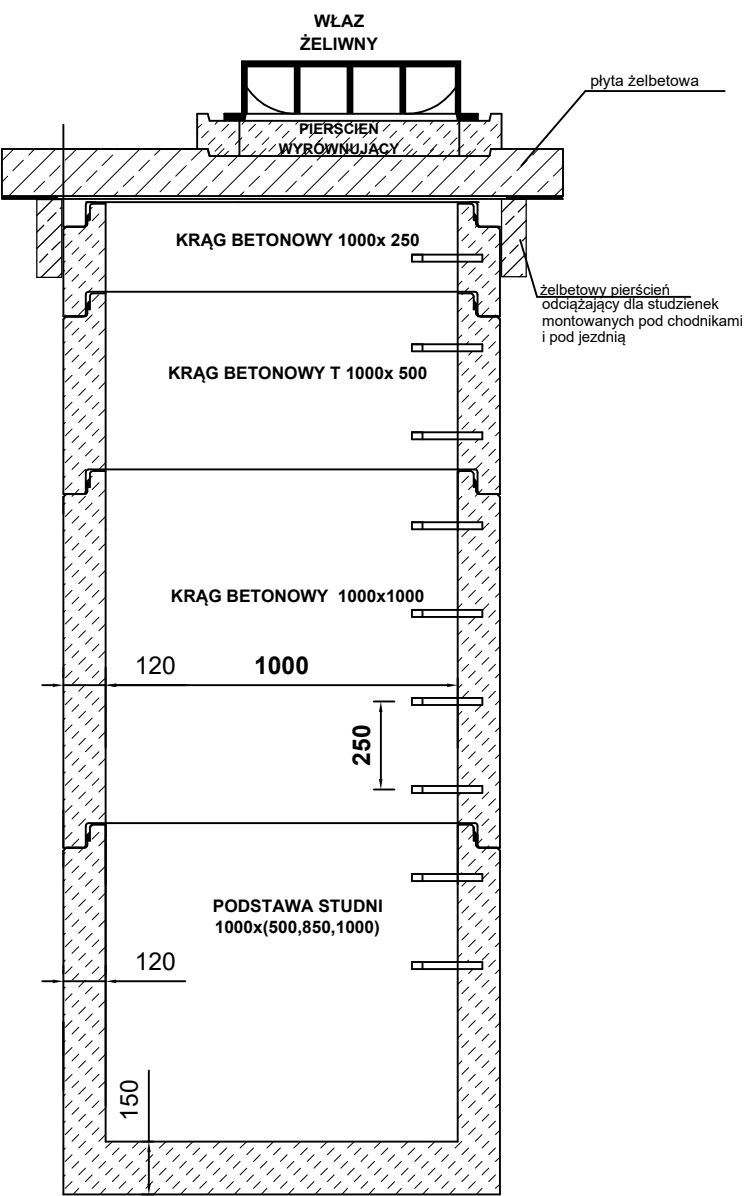 WŁAZ
ŻELIWNY
płyta żelbetowa
PIERSCIEN
WYRÓWNUJĄCY
KRĄG BETONOWY 1000x 250
żelbetowy pierścień
odciążający dla studzienek
montowanych pod chodnikami
i pod jezdnią
KRĄG BETONOWY T 1000x 500
KRĄG BETONOWY 1000x1000
120
1000
250
PODSTAWA STUDNI
1000x(500,850,1000)
120
150